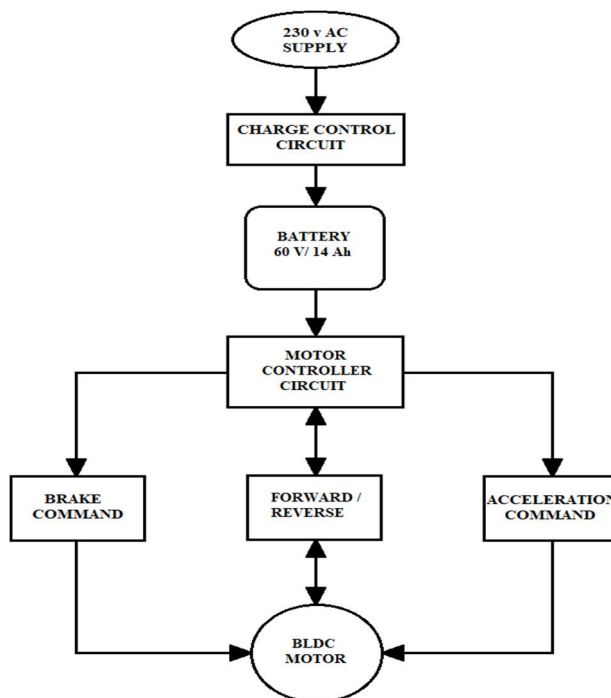 230 v AC
SUPPLY
CHARGE CONTROL
CIRCUIT
BATTERY
60 V/ 14 Ah
MOTOR
CONTROLLER
CIRCUIT
BRAKE
COMMAND
FORWARD /
REVERSE
ACCELERATION
COMMAND
BLDC
MOTOR